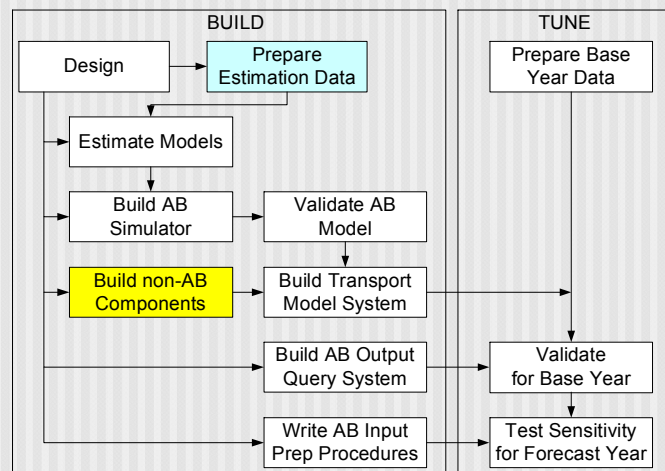 BUILD
TUNE
Design
Prepare
Estimation Data
Prepare Base
Year Data
Estimate Models
Build AB
Simulator
Validate AB
Model
Build non-AB
Components
Build Transport
Model System
Build AB Output
Query System
Validate
for Base Year
Write AB Input
Prep Procedures
Test Sensitivity
for Forecast Year